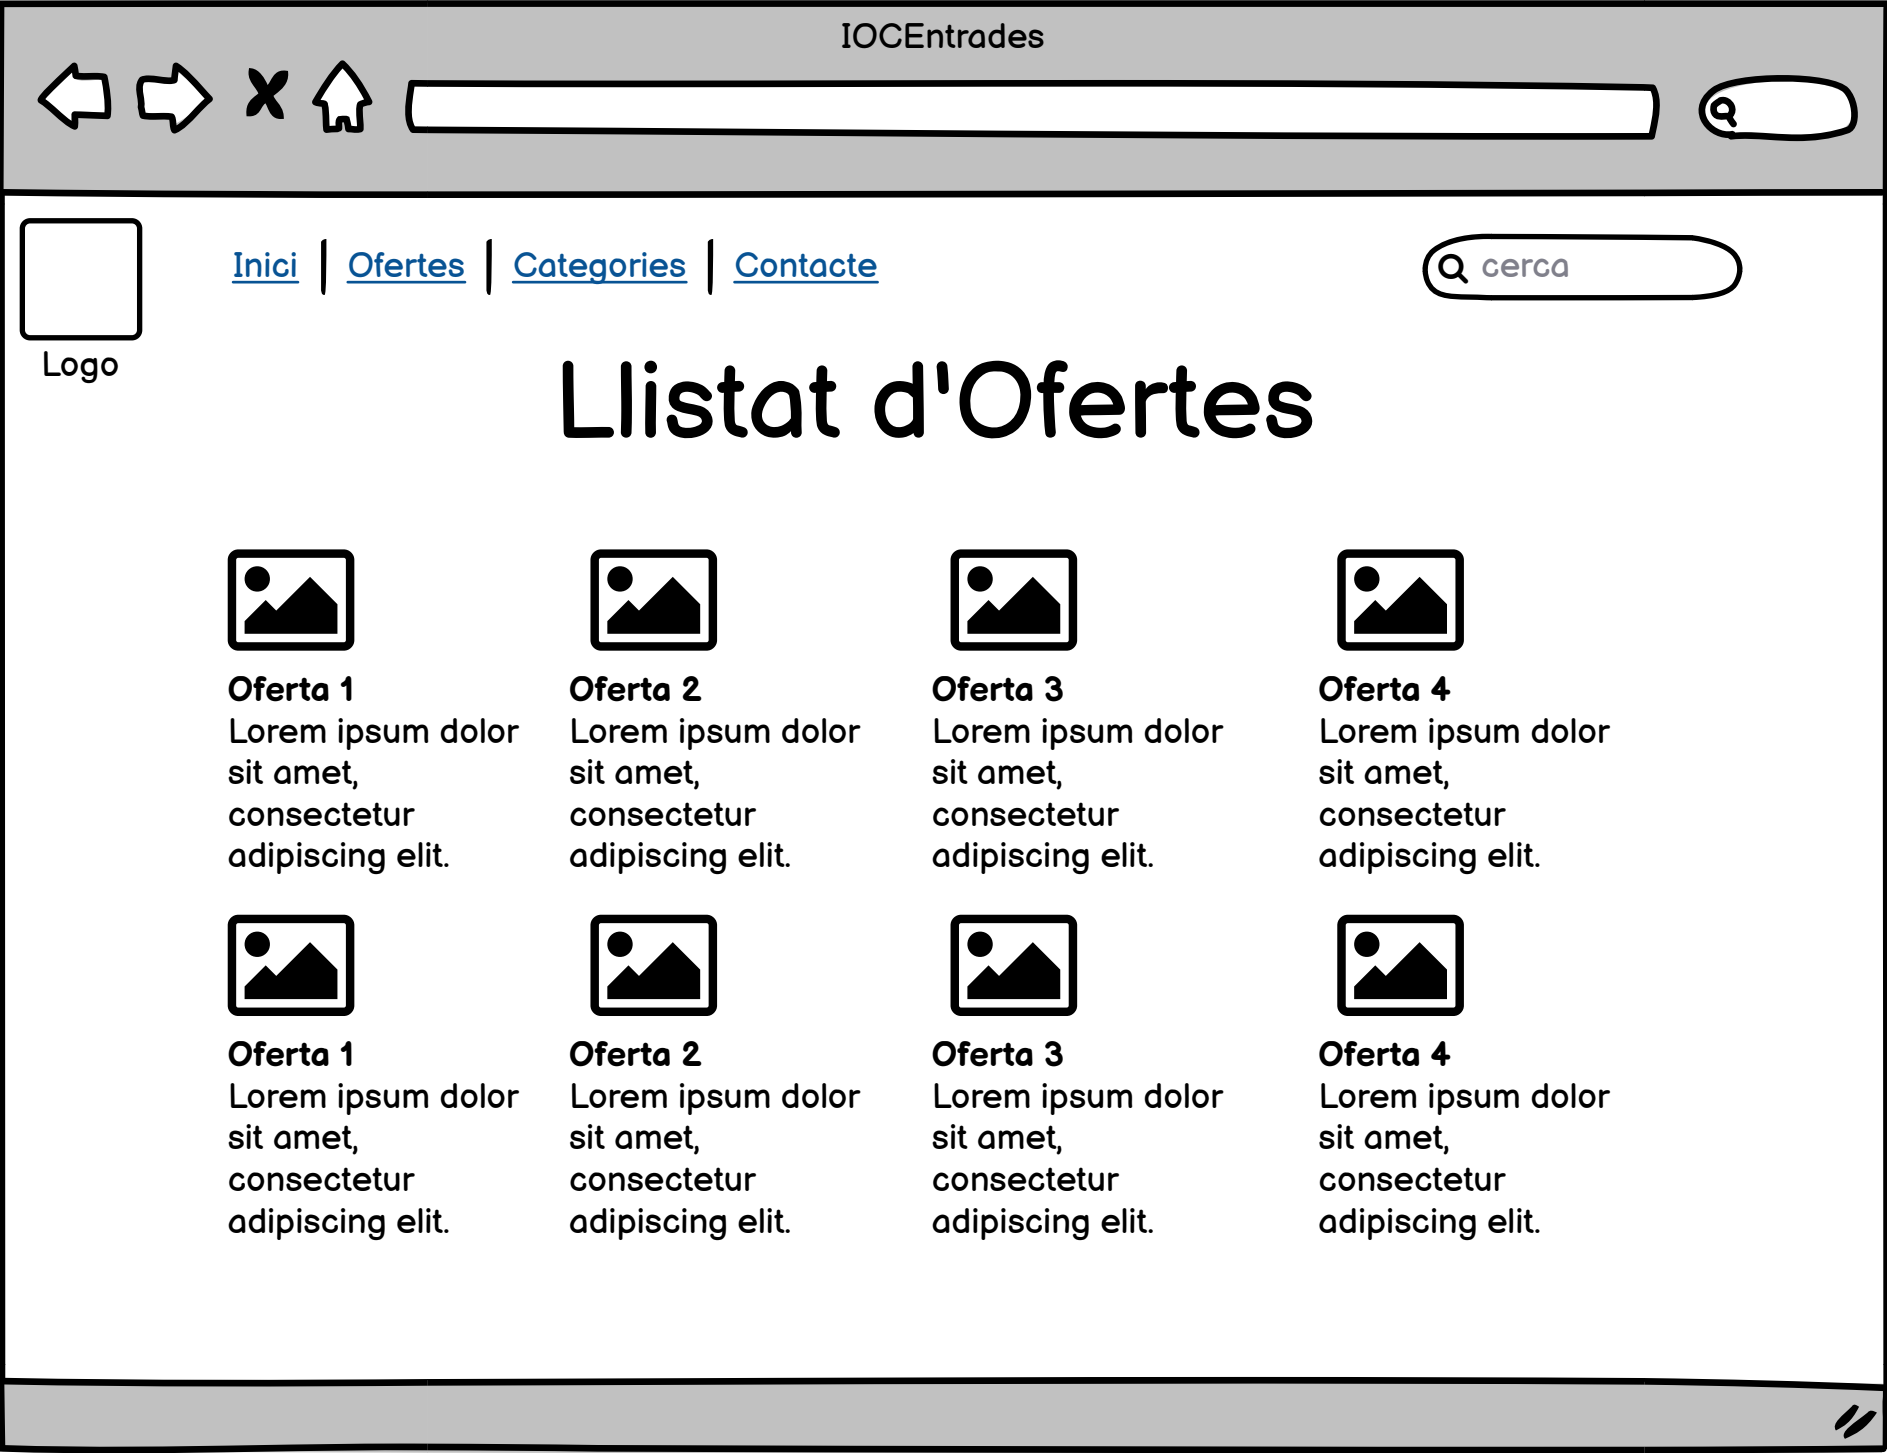 IOCEntrades
Inici | Ofertes | Categories | Contacte
cerca
Logo
Llistat d'Ofertes
Oferta 1
Lorem ipsum dolor
sit amet,
consectetur
adipiscing elit.
Oferta 2
Lorem ipsum dolor
sit amet,
consectetur
adipiscing elit.
Oferta 3
Lorem ipsum dolor
sit amet,
consectetur
adipiscing elit.
Oferta 4
Lorem ipsum dolor
sit amet,
consectetur
adipiscing elit.
Oferta 1
Lorem ipsum dolor
sit amet,
consectetur
adipiscing elit.
Oferta 2
Lorem ipsum dolor
sit amet,
consectetur
adipiscing elit.
Oferta 3
Lorem ipsum dolor
sit amet,
consectetur
adipiscing elit.
Oferta 4
Lorem ipsum dolor
sit amet,
consectetur
adipiscing elit.